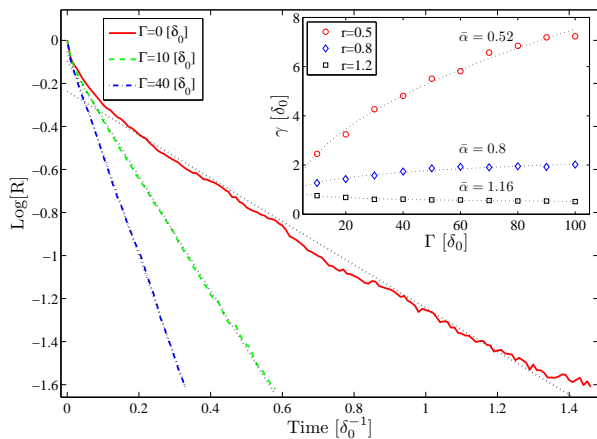 Γ=0 [δ₀]
Γ=10 [δ₀]
Γ=40 [δ₀]
Log[R]
0
−0.2
−0.4
−0.6
−0.8
−1
−1.2
−1.4
−1.6
0 0.2 0.4 0.6 0.8 1 1.2 1.4
Time [δ₀⁻¹]
r=0.5
r=0.8
r=1.2
γ [δ₀]
8
6
4
2
0
ᾱ = 0.52
ᾱ = 0.8
ᾱ = 1.16
20 40 60 80 100
Γ [δ₀]